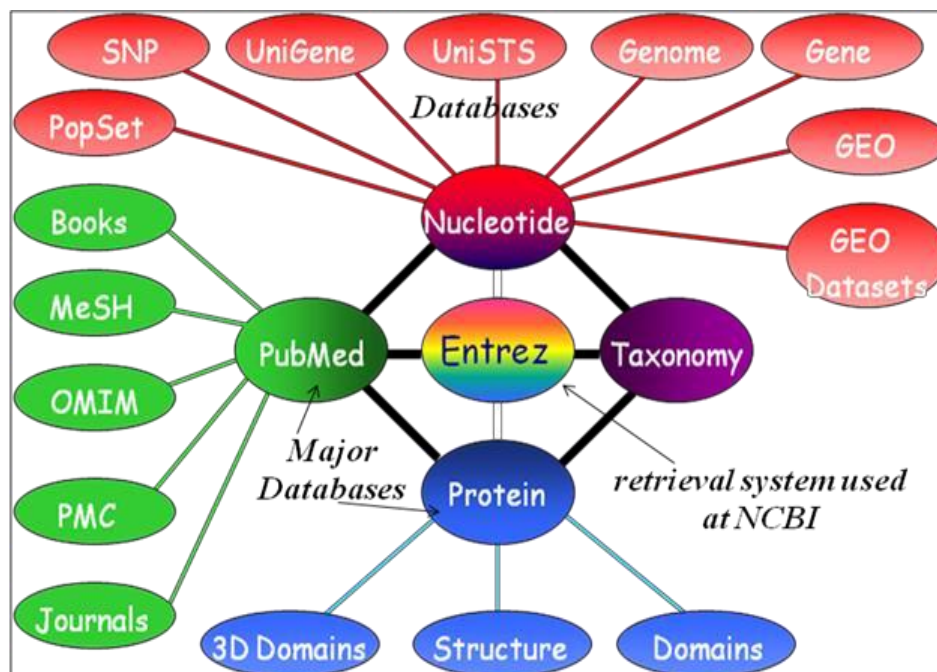 SNP
UniGene
UniSTS
Genome
Gene
Databases
PopSet
GEO
Books
Nucleotide
GEO
Datasets
MeSH
PubMed
Entrez
Taxonomy
OMIM
Major
Databases
retrieval system used
at NCBI
PMC
Protein
Journals
3D Domains
Structure
Domains